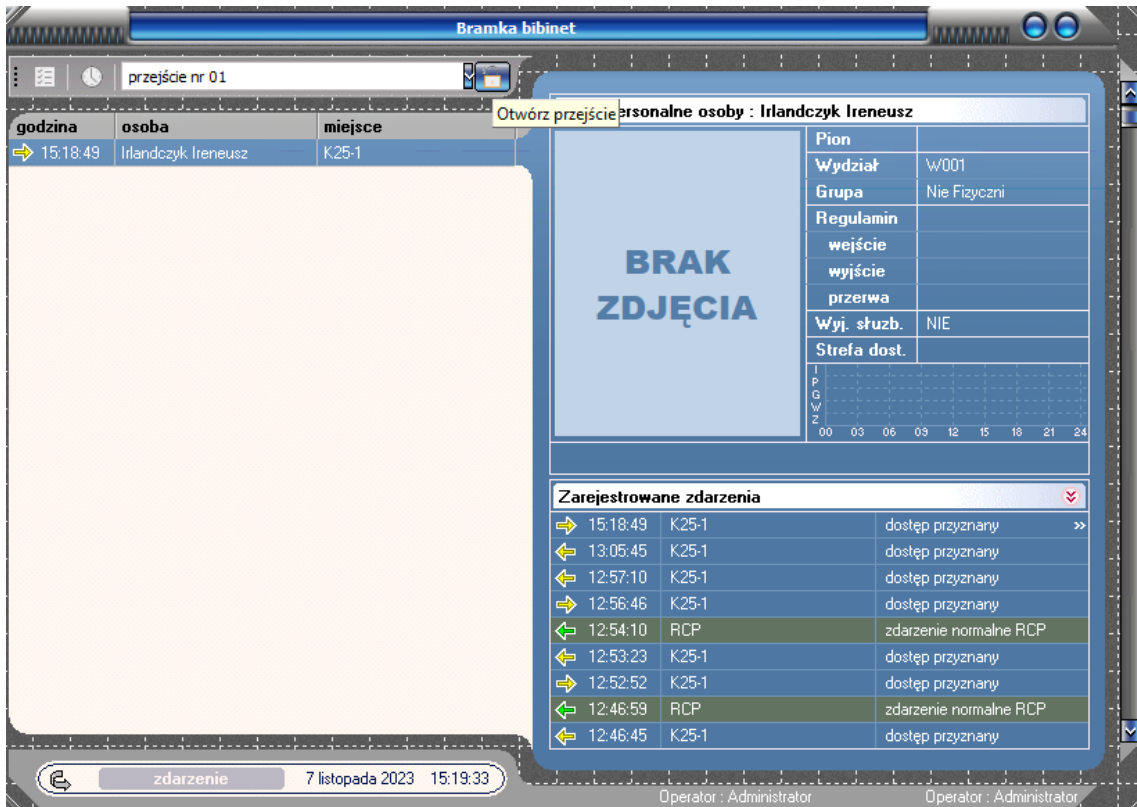 Bramka bibinet
przejście nr 01
Otwórz przejście
ersonalne osoby : Irlandczyk Ireneusz
godzina osoba miejsce
15:18:49 Irlandczyk Ireneusz K25-1
BRAK
ZDJĘCIA
Pion
Wydział W001
Grupa Nie Fizyczni
Regulamin
wejście
wyjście
przerwa
Wyj. służb. NIE
Strefa dost.
I
P
G
W
Z
00 03 06 09 12 15 18 21 24
Zarejestrowane zdarzenia
15:18:49 K25-1 dostęp przyznany »
13:05:45 K25-1 dostęp przyznany
12:57:10 K25-1 dostęp przyznany
12:56:46 K25-1 dostęp przyznany
12:54:10 RCP zdarzenie normalne RCP
12:53:23 K25-1 dostęp przyznany
12:52:52 K25-1 dostęp przyznany
12:46:59 RCP zdarzenie normalne RCP
12:46:45 K25-1 dostęp przyznany
zdarzenie 7 listopada 2023 15:19:33
Operator : Administrator Operator : Administrator